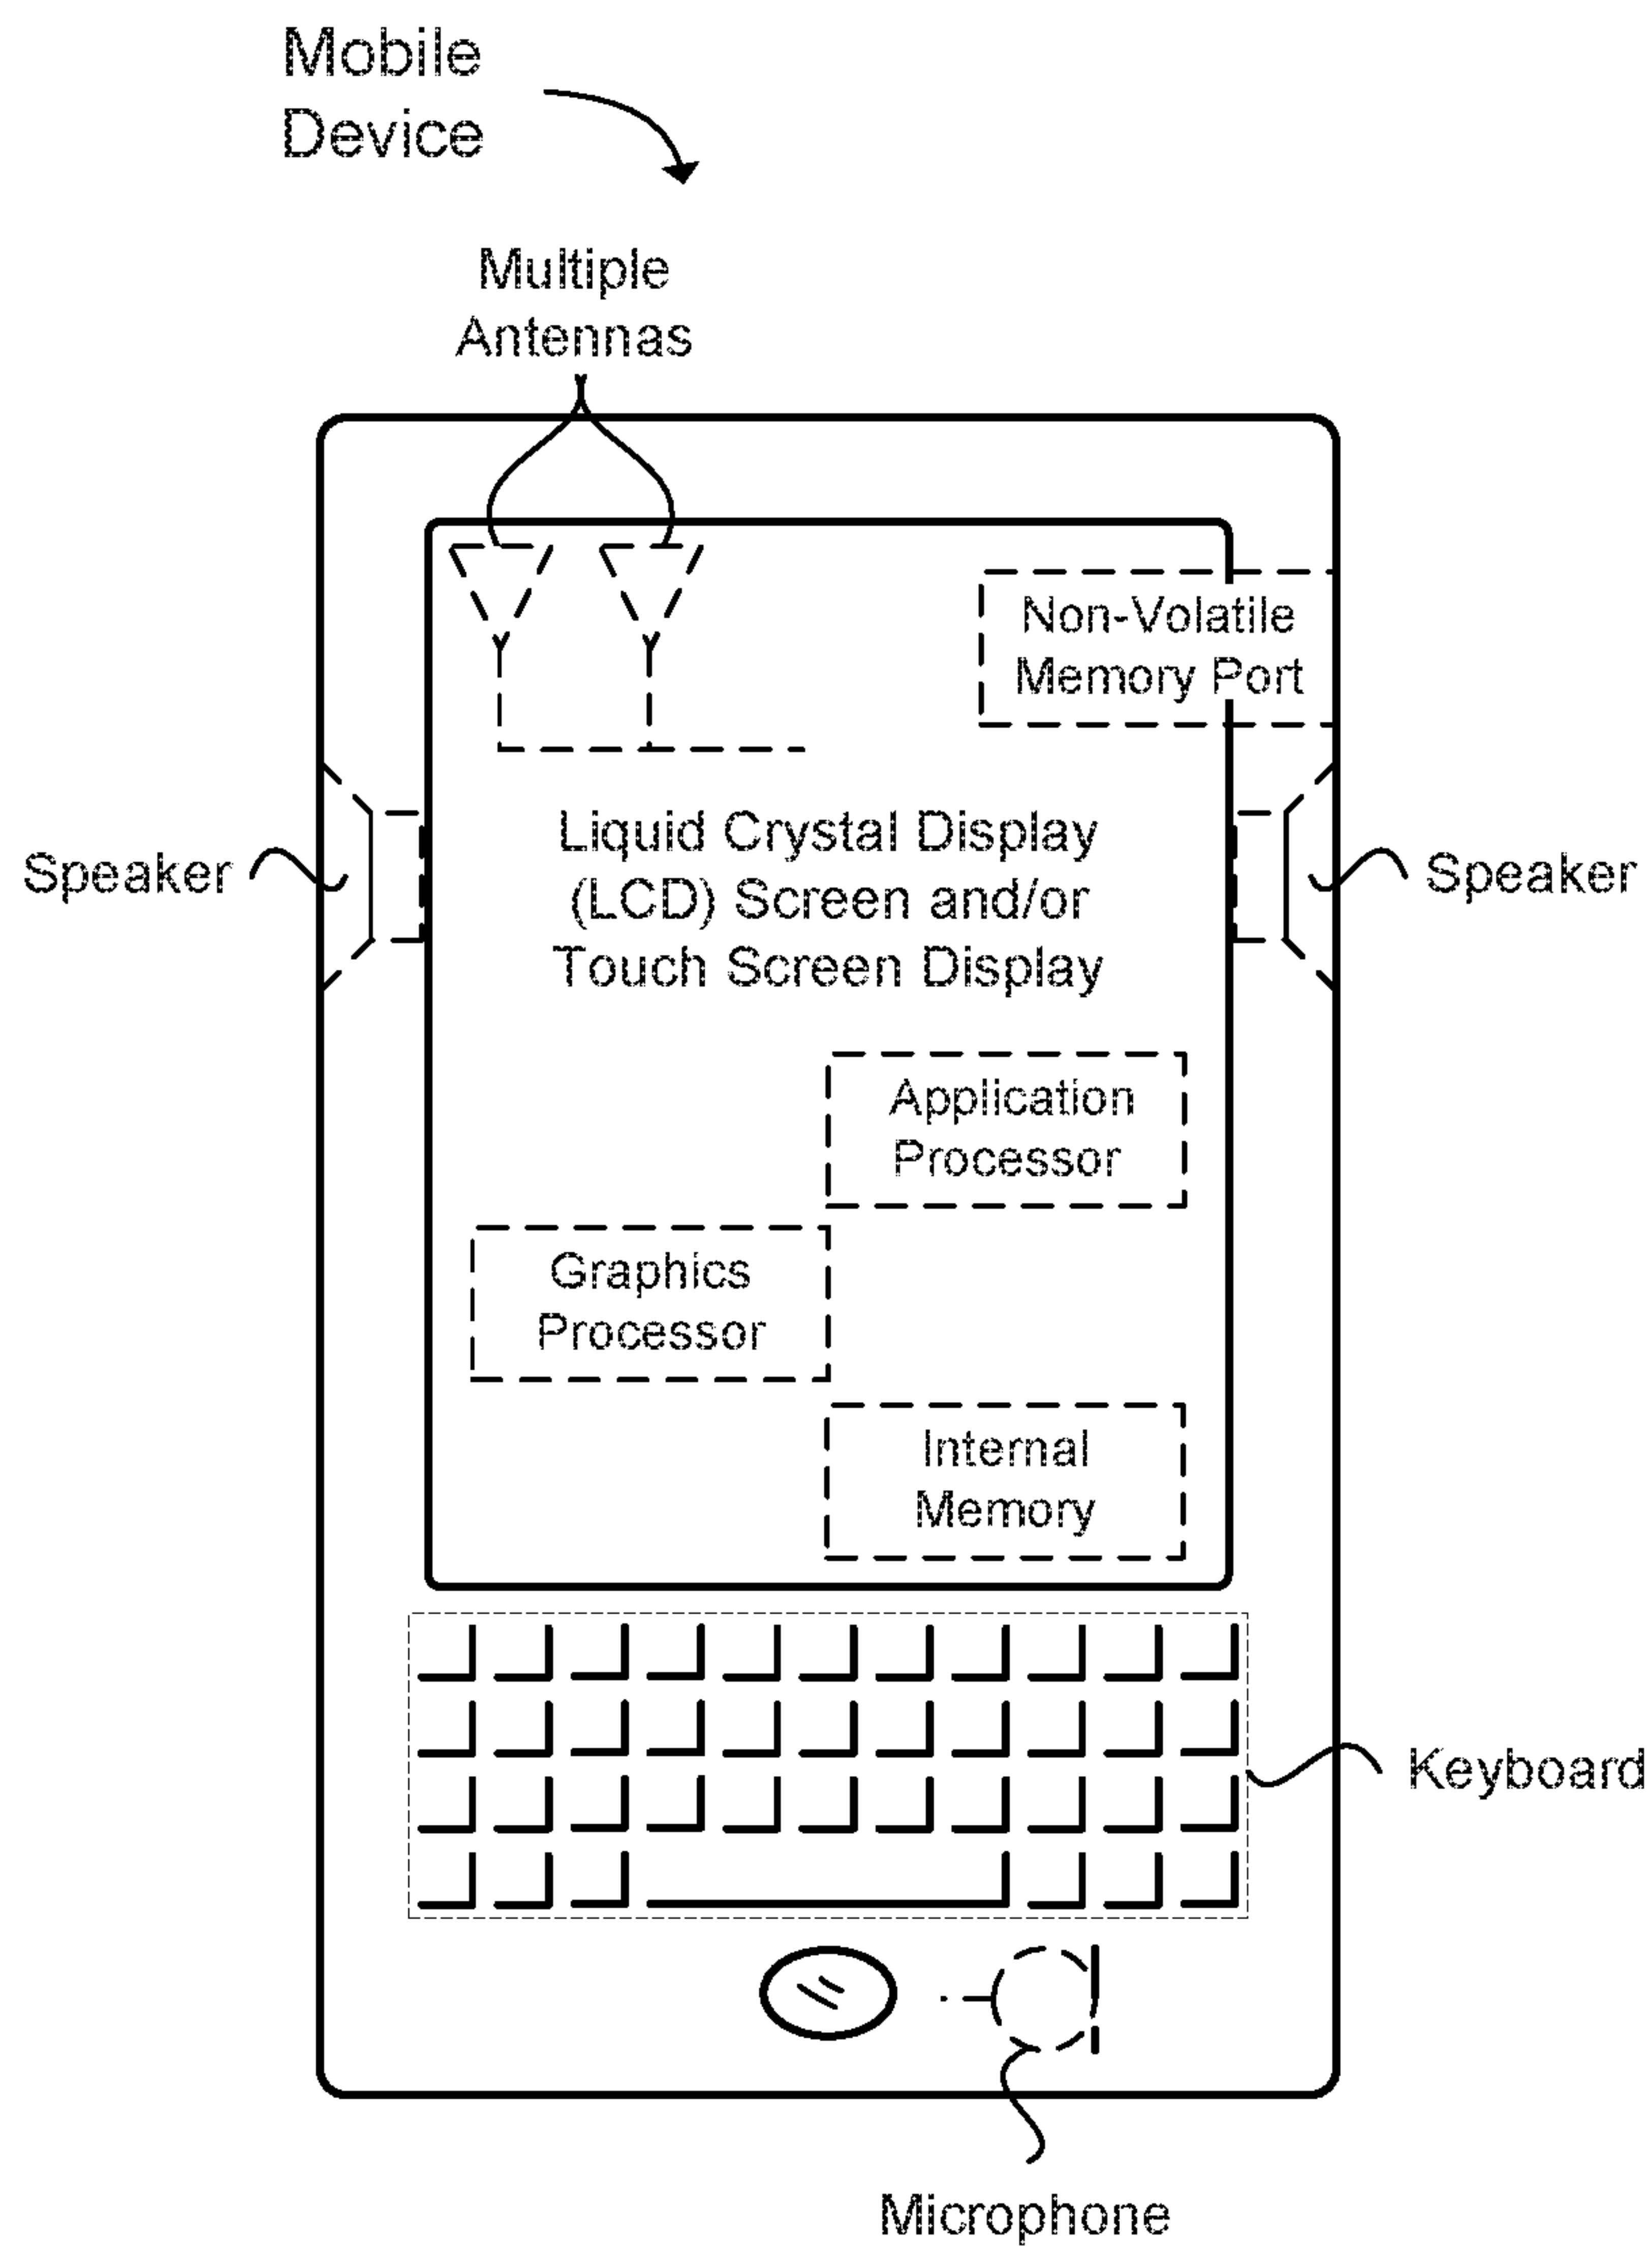 Mobile
Device
Multiple
Antennas
Non-Volatile
Memory Port
Speaker
Liquid Crystal Display
(LCD) Screen and/or
Touch Screen Display
Speaker
Application
Processor
Graphics
Processor
Internal
Memory
Keyboard
Microphone